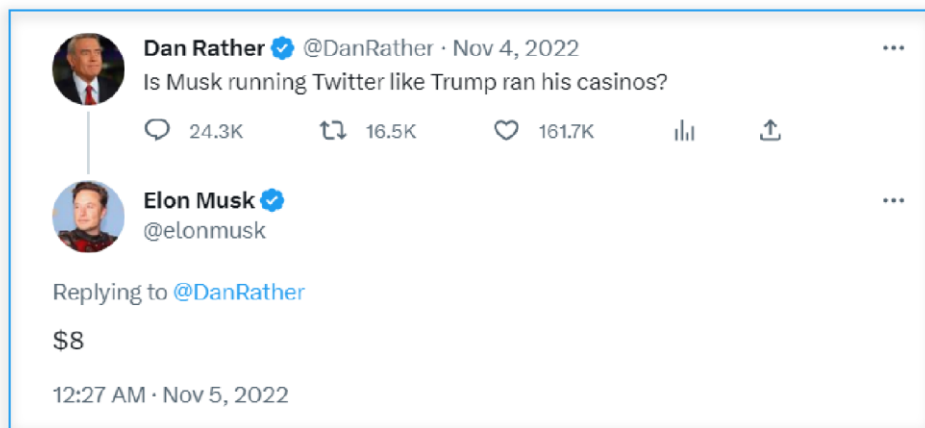 Dan Rather @DanRather · Nov 4, 2022
Is Musk running Twitter like Trump ran his casinos?
24.3K 16.5K 161.7K
Elon Musk
@elonmusk
Replying to @DanRather
$8
12:27 AM · Nov 5, 2022